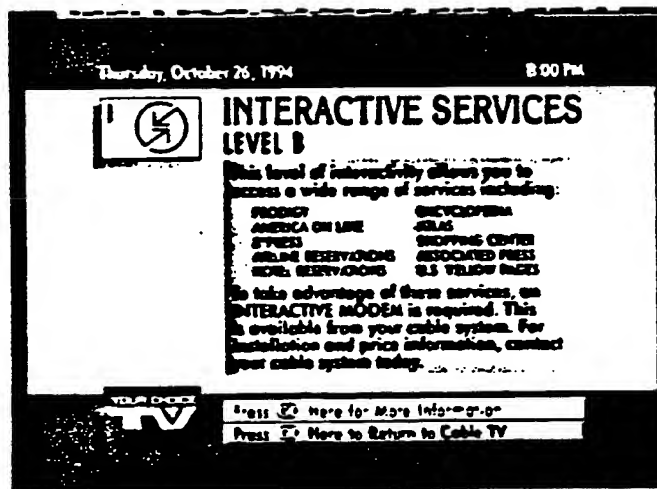 Thursday, October 26, 1994 8:00 PM
INTERACTIVE SERVICES
LEVEL B
This level of interactivity allows you to
access a wide range of services including:
PRODIGY ENCYCLOPEDIA
AMERICA ON LINE ATLAS
X*PRESS SHOPPING CENTER
AIRLINE RESERVATIONS ASSOCIATED PRESS
HOTEL RESERVATIONS U.S YELLOW PAGES
To take advantage of these services, an
INTERACTIVE MODEM is required. This
is available from your cable system. For
installation and price information, contact
your cable system today.
YOUR CHOICE
TV
Press Here for More Information
Press Here to Return to Cable TV